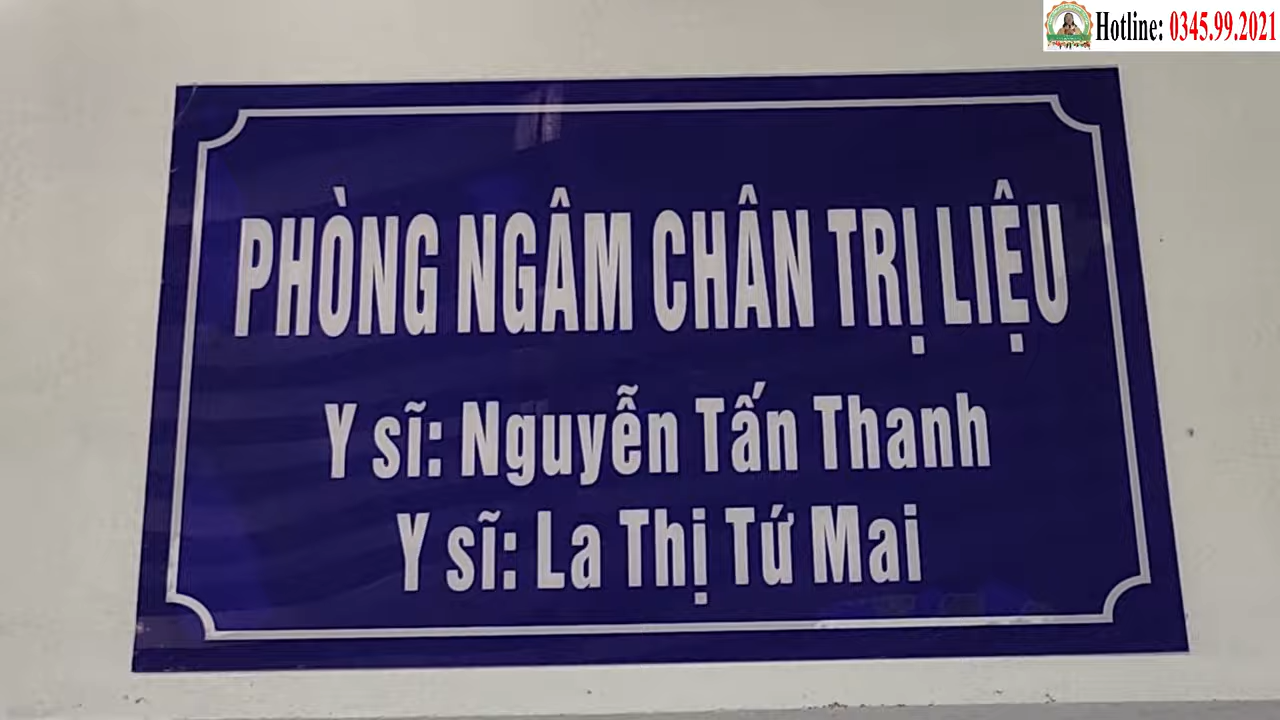 Hotline: 0345.99.2021
PHÒNG NGÂM CHÂN TRỊ LIỆU
Y sĩ: Nguyễn Tấn Thanh
Y sĩ: La Thị Tứ Mai